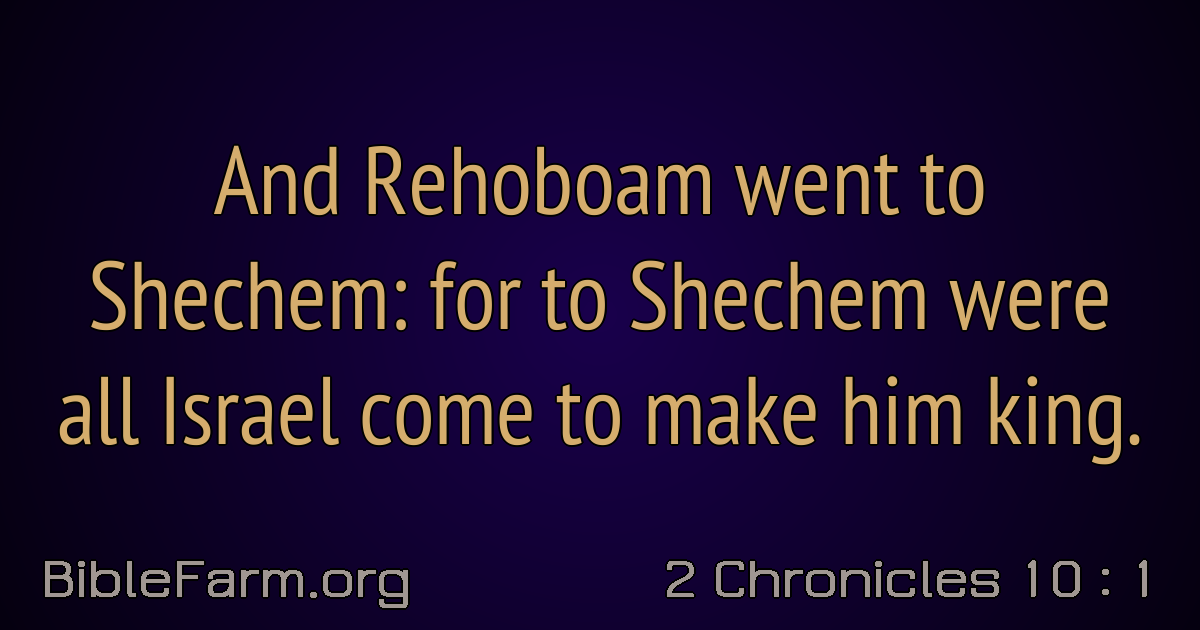 And Rehoboam went to
Shechem: for to Shechem were
all Israel come to make him king.
BibleFarm.org
2 Chronicles 10 : 1